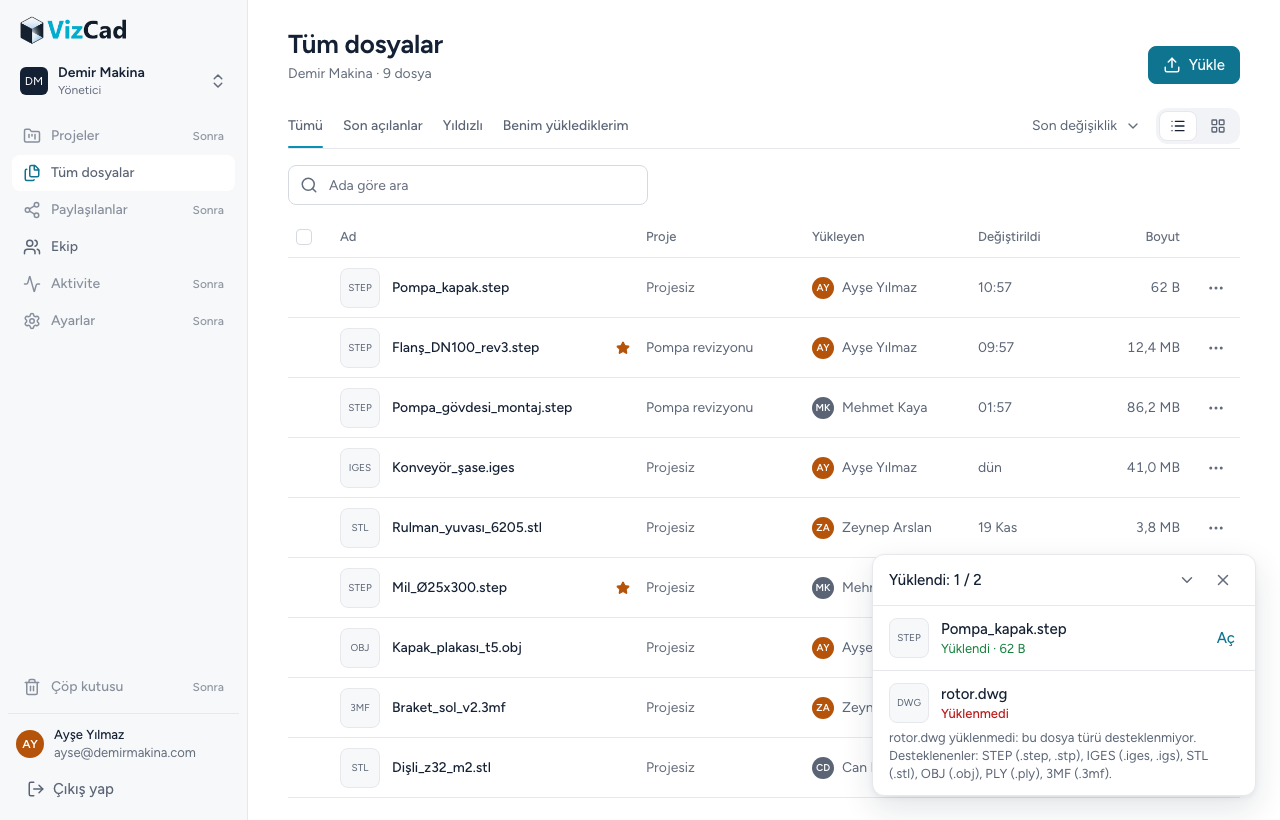 VizCad
DM
Demir Makina
Yönetici
Projeler Sonra
Tüm dosyalar
Paylaşılanlar Sonra
Ekip
Aktivite Sonra
Ayarlar Sonra
Çöp kutusu Sonra
AY
Ayşe Yılmaz
ayse@demirmakina.com
Çıkış yap
Tüm dosyalar
Demir Makina · 9 dosya
Yükle
Tümü Son açılanlar Yıldızlı Benim yüklediklerim
Son değişiklik
Ada göre ara
Ad Proje Yükleyen Değiştirildi Boyut
STEP Pompa_kapak.step Projesiz AY Ayşe Yılmaz 10:57 62 B
STEP Flanş_DN100_rev3.step Pompa revizyonu AY Ayşe Yılmaz 09:57 12,4 MB
STEP Pompa_gövdesi_montaj.step Pompa revizyonu MK Mehmet Kaya 01:57 86,2 MB
IGES Konveyör_şase.iges Projesiz AY Ayşe Yılmaz dün 41,0 MB
STL Rulman_yuvası_6205.stl Projesiz ZA Zeynep Arslan 19 Kas 3,8 MB
STEP Mil_Ø25x300.step Projesiz MK
OBJ Kapak_plakası_t5.obj Projesiz AY Ayşe
3MF Braket_sol_v2.3mf Projesiz ZA
STL Dişli_z32_m2.stl Projesiz CD Can
Yüklendi: 1 / 2
STEP
Pompa_kapak.step
Yüklendi · 62 B
Aç
DWG
rotor.dwg
Yüklenmedi
rotor.dwg yüklenmedi: bu dosya türü desteklenmiyor.
Desteklenenler: STEP (.step, .stp), IGES (.iges, .igs), STL
(.stl), OBJ (.obj), PLY (.ply), 3MF (.3mf).